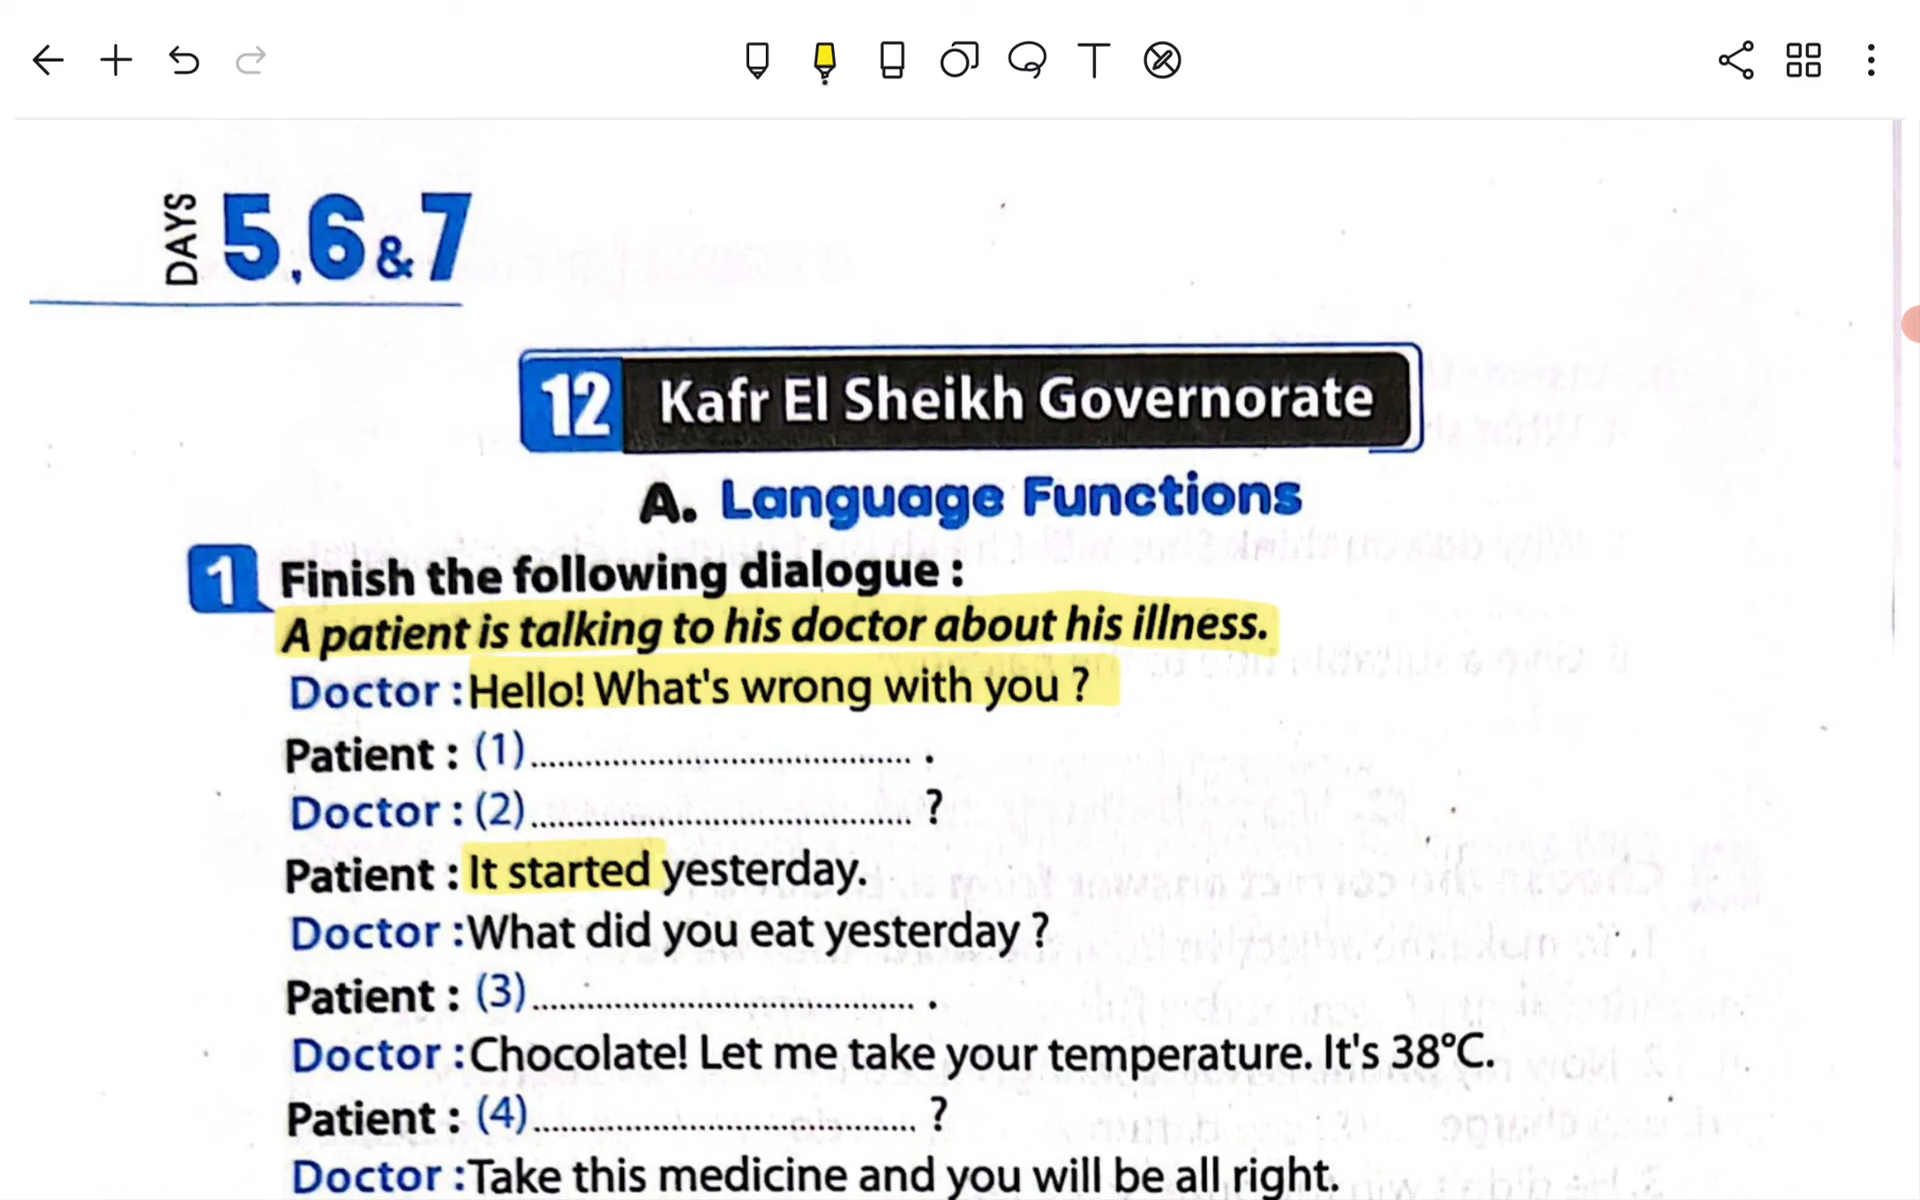 DAYS 5, 6 & 7
12 Kafr El Sheikh Governorate
A. Language Functions
1 Finish the following dialogue :
A patient is talking to his doctor about his illness.
Doctor : Hello! What's wrong with you ?
Patient : (1) .......................................... .
Doctor : (2) .......................................... ?
Patient : It started yesterday.
Doctor : What did you eat yesterday ?
Patient : (3) .......................................... .
Doctor : Chocolate! Let me take your temperature. It's 38°C.
Patient : (4) .......................................... ?
Doctor : Take this medicine and you will be all right.